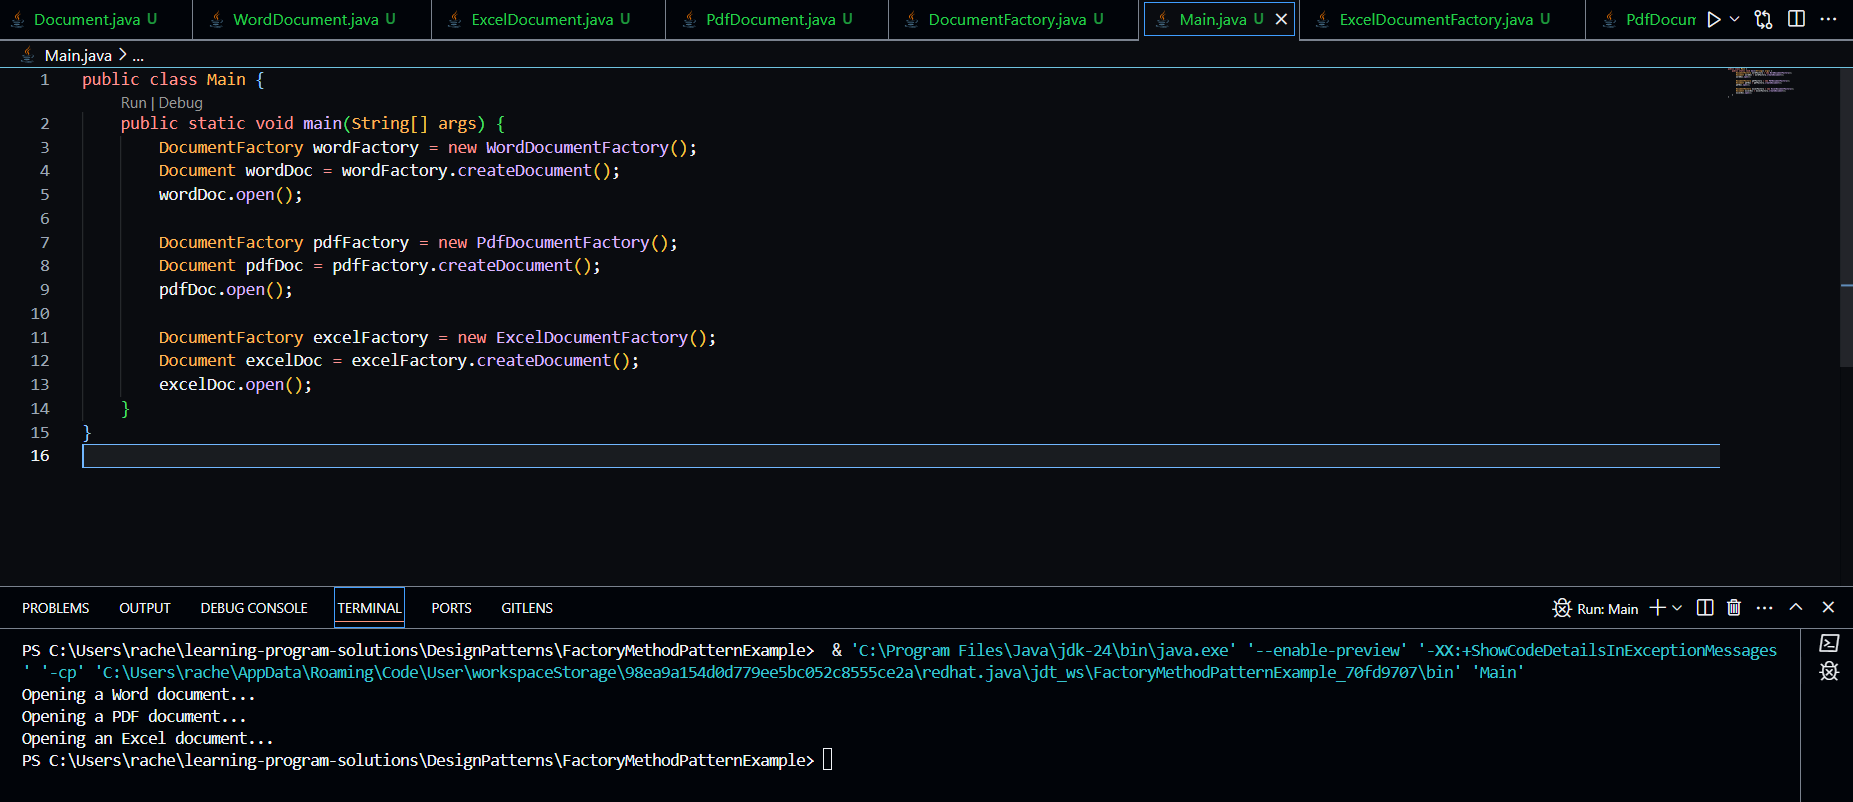 Document.java U WordDocument.java U ExcelDocument.java U PdfDocument.java U DocumentFactory.java U Main.java U ExcelDocumentFactory.java U PdfDocum
Main.java > ...
1 public class Main {
Run | Debug
2 public static void main(String[] args) {
3 DocumentFactory wordFactory = new WordDocumentFactory();
4 Document wordDoc = wordFactory.createDocument();
5 wordDoc.open();
6
7 DocumentFactory pdfFactory = new PdfDocumentFactory();
8 Document pdfDoc = pdfFactory.createDocument();
9 pdfDoc.open();
10
11 DocumentFactory excelFactory = new ExcelDocumentFactory();
12 Document excelDoc = excelFactory.createDocument();
13 excelDoc.open();
14 }
15 }
16
PROBLEMS OUTPUT DEBUG CONSOLE TERMINAL PORTS GITLENS Run: Main
PS C:\Users\rache\learning-program-solutions\DesignPatterns\FactoryMethodPatternExample> & 'C:\Program Files\Java\jdk-24\bin\java.exe' '--enable-preview' '-XX:+ShowCodeDetailsInExceptionMessages
' '-cp' 'C:\Users\rache\AppData\Roaming\Code\User\workspaceStorage\98ea9a154d0d779ee5bc052c8555ce2a\redhat.java\jdt_ws\FactoryMethodPatternExample_70fd9707\bin' 'Main'
Opening a Word document...
Opening a PDF document...
Opening an Excel document...
PS C:\Users\rache\learning-program-solutions\DesignPatterns\FactoryMethodPatternExample>